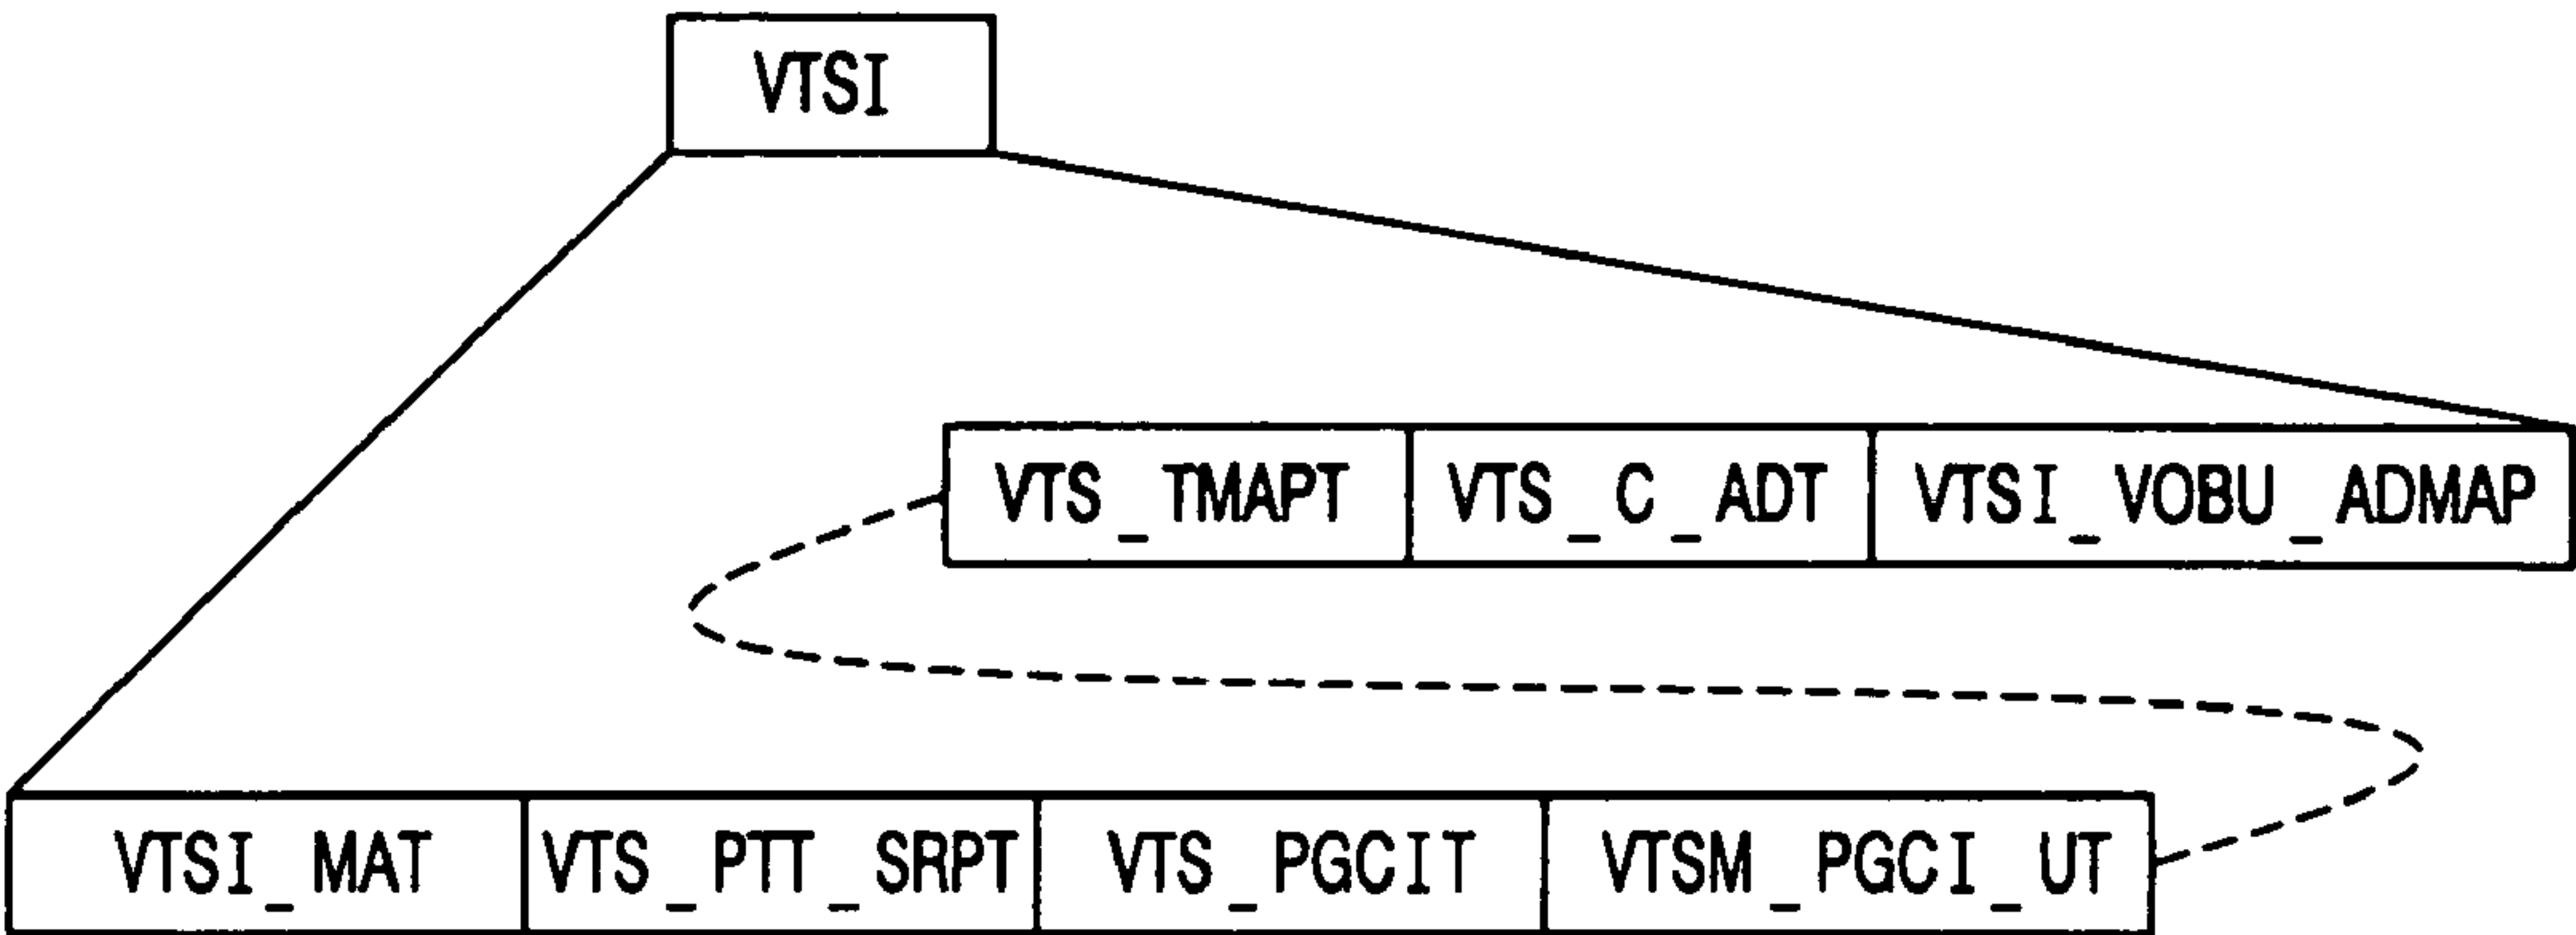 VTSI
VTS_TMAPT VTS_C_ADT VTSI_VOBU_ADMAP
VTSI_MAT VTS_PTT_SRPT VTS_PGCIT VTSM_PGCI_UT